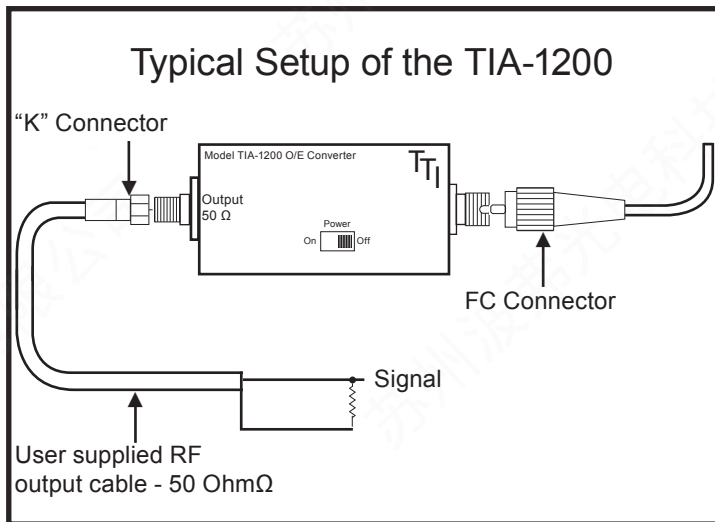 Typical Setup of the TIA-1200
“K” Connector
Model TIA-1200 O/E Converter
TTI
Output
50 Ω
Power
On
Off
FC Connector
Signal
User supplied RF
output cable - 50 OhmΩ